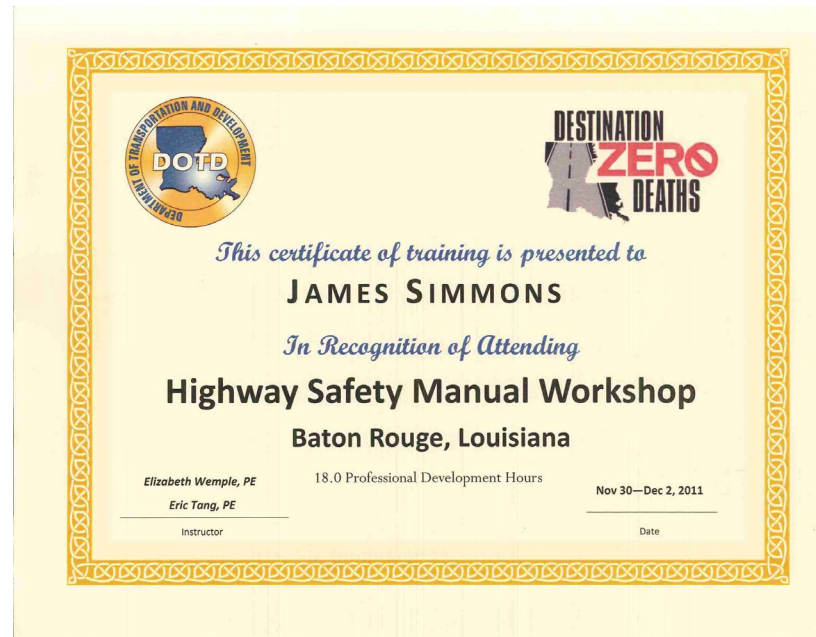 DEPARTMENT OF TRANSPORTATION AND DEVELOPMENT
DOTD
DESTINATION
ZERO
DEATHS
This certificate of training is presented to
JAMES SIMMONS
In Recognition of Attending
Highway Safety Manual Workshop
Baton Rouge, Louisiana
18.0 Professional Development Hours
Elizabeth Wemple, PE
Eric Tang, PE
Instructor
Nov 30—Dec 2, 2011
Date